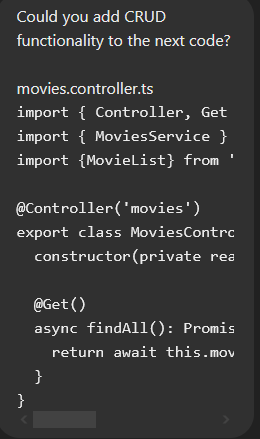 Could you add CRUD
functionality to the next code?
movies.controller.ts
import { Controller, Get
import { MoviesService }
import {MovieList} from '
@Controller('movies')
export class MoviesContro
constructor(private rea
@Get()
async findAll(): Promis
return await this.mov
}
}